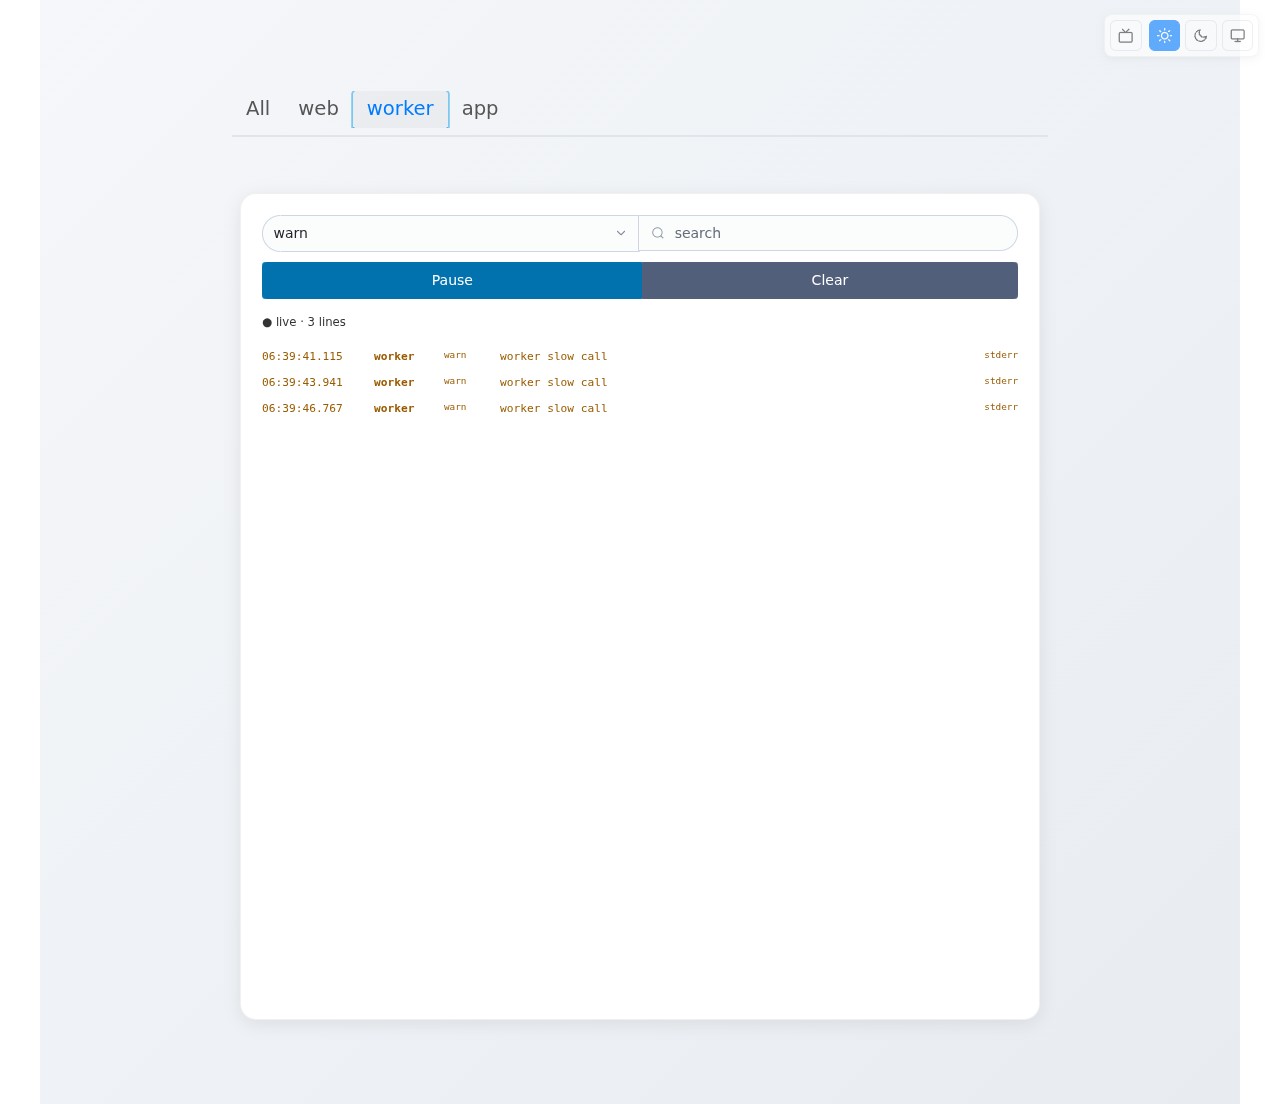 All web worker app
warn search
Pause Clear
● live · 3 lines
06:39:41.115 worker warn worker slow call stderr
06:39:43.941 worker warn worker slow call stderr
06:39:46.767 worker warn worker slow call stderr